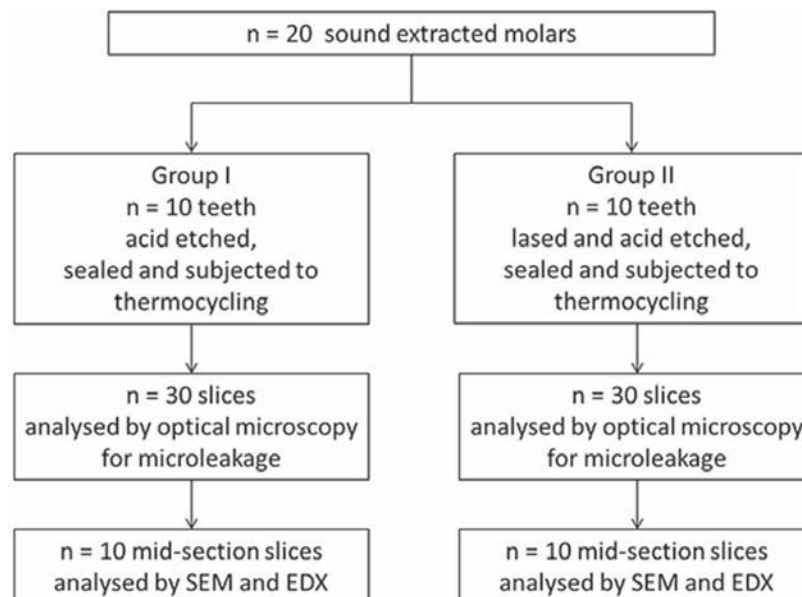 n = 20 sound extracted molars
Group I
n = 10 teeth
acid etched,
sealed and subjected to
thermocycling
Group II
n = 10 teeth
lased and acid etched,
sealed and subjected to
thermocycling
n = 30 slices
analysed by optical microscopy
for microleakage
n = 30 slices
analysed by optical microscopy
for microleakage
n = 10 mid-section slices
analysed by SEM and EDX
n = 10 mid-section slices
analysed by SEM and EDX